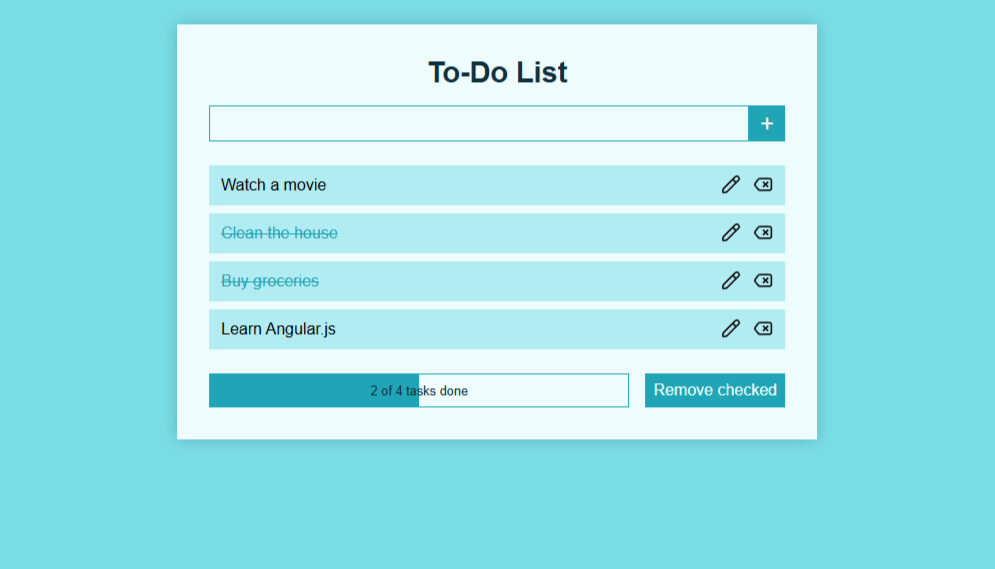 To-Do List
+
Watch a movie
Clean the house
Buy groceries
Learn Angular.js
2 of 4 tasks done
Remove checked